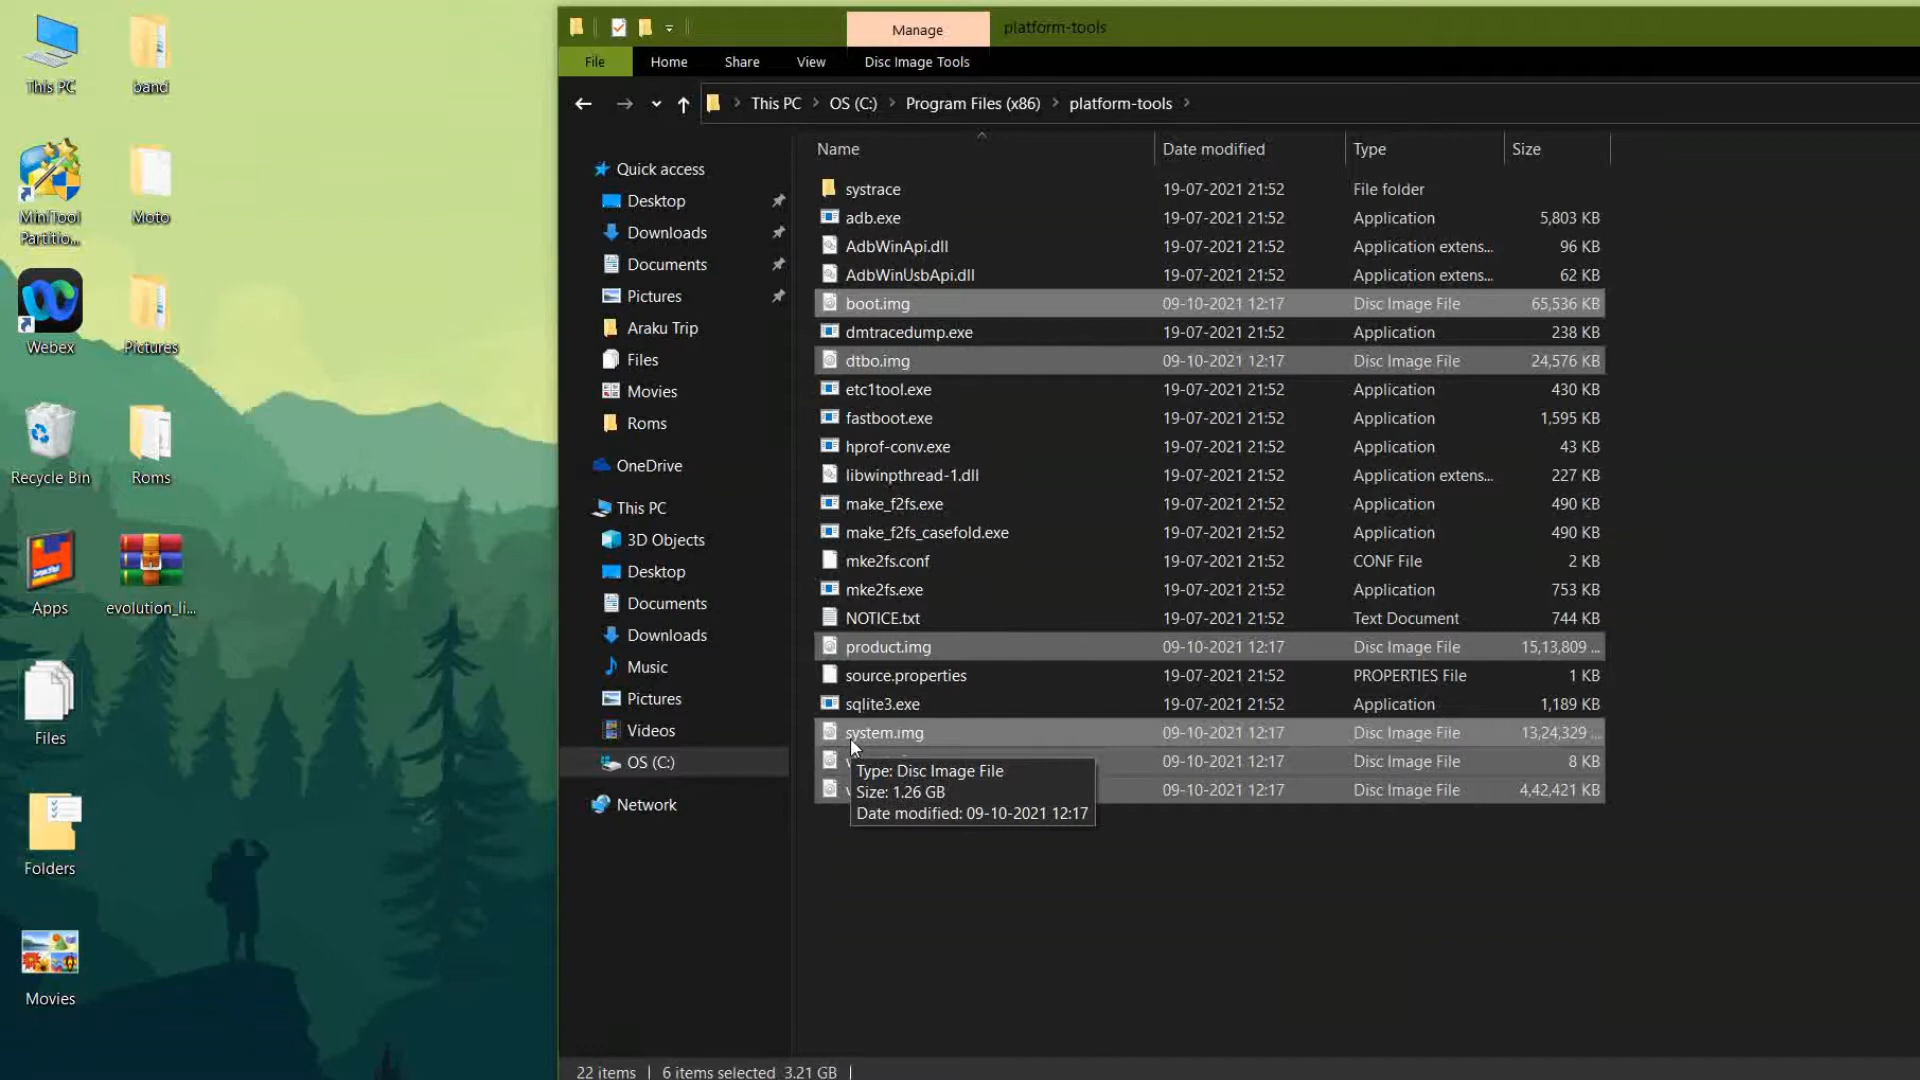 This PC
band
MiniTool
Partitio...
Moto
Webex
Pictures
Recycle Bin
Roms
Apps
evolution_li...
Files
Folders
Movies
Manage
platform-tools
File
Home
Share
View
Disc Image Tools
This PC
OS (C:)
Program Files (x86)
platform-tools
Quick access
Desktop
Downloads
Documents
Pictures
Araku Trip
Files
Movies
Roms
OneDrive
This PC
3D Objects
Desktop
Documents
Downloads
Music
Pictures
Videos
OS (C:)
Network
Name Date modified Type Size
systrace 19-07-2021 21:52 File folder
adb.exe 19-07-2021 21:52 Application 5,803 KB
AdbWinApi.dll 19-07-2021 21:52 Application extens... 96 KB
AdbWinUsbApi.dll 19-07-2021 21:52 Application extens... 62 KB
boot.img 09-10-2021 12:17 Disc Image File 65,536 KB
dmtracedump.exe 19-07-2021 21:52 Application 238 KB
dtbo.img 09-10-2021 12:17 Disc Image File 24,576 KB
etc1tool.exe 19-07-2021 21:52 Application 430 KB
fastboot.exe 19-07-2021 21:52 Application 1,595 KB
hprof-conv.exe 19-07-2021 21:52 Application 43 KB
libwinpthread-1.dll 19-07-2021 21:52 Application extens... 227 KB
make_f2fs.exe 19-07-2021 21:52 Application 490 KB
make_f2fs_casefold.exe 19-07-2021 21:52 Application 490 KB
mke2fs.conf 19-07-2021 21:52 CONF File 2 KB
mke2fs.exe 19-07-2021 21:52 Application 753 KB
NOTICE.txt 19-07-2021 21:52 Text Document 744 KB
product.img 09-10-2021 12:17 Disc Image File 15,13,809 ...
source.properties 19-07-2021 21:52 PROPERTIES File 1 KB
sqlite3.exe 19-07-2021 21:52 Application 1,189 KB
system.img 09-10-2021 12:17 Disc Image File 13,24,329 ...
09-10-2021 12:17 Disc Image File 8 KB
09-10-2021 12:17 Disc Image File 4,42,421 KB
Type: Disc Image File
Size: 1.26 GB
Date modified: 09-10-2021 12:17
22 items 6 items selected 3.21 GB